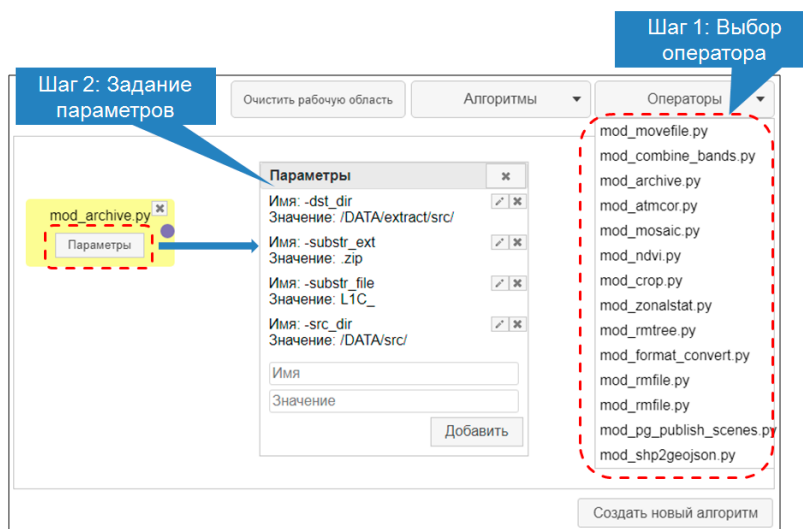 Шаг 1: Выбор
оператора
Шаг 2: Задание
параметров
Очистить рабочую область
Алгоритмы
Операторы
mod_movefile.py
mod_combine_bands.py
mod_archive.py
mod_atmcor.py
mod_mosaic.py
mod_ndvi.py
mod_crop.py
mod_zonalstat.py
mod_rmtree.py
mod_format_convert.py
mod_rmfile.py
mod_rmfile.py
mod_pg_publish_scenes.py
mod_shp2geojson.py
mod_archive.py
Параметры
Параметры
Имя: -dst_dir
Значение: /DATA/extract/src/
Имя: -substr_ext
Значение: .zip
Имя: -substr_file
Значение: L1C_
Имя: -src_dir
Значение: /DATA/src/
Имя
Значение
Добавить
Создать новый алгоритм